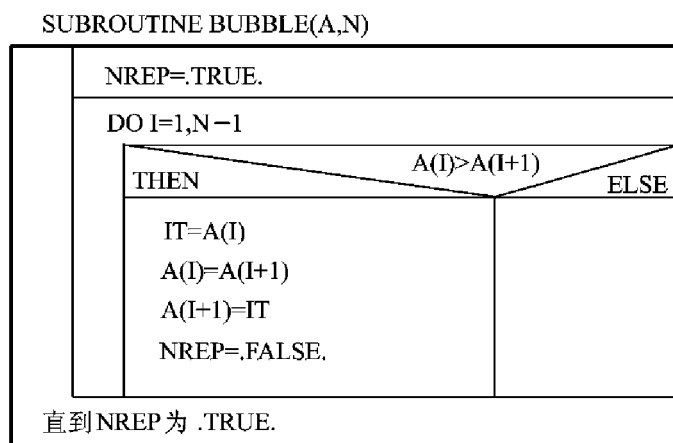 SUBROUTINE BUBBLE(A,N)
NREP=.TRUE.
DO I=1,N-1
A(I)>A(I+1)
THEN
ELSE
IT=A(I)
A(I)=A(I+1)
A(I+1)=IT
NREP=.FALSE.
直到NREP为 .TRUE.